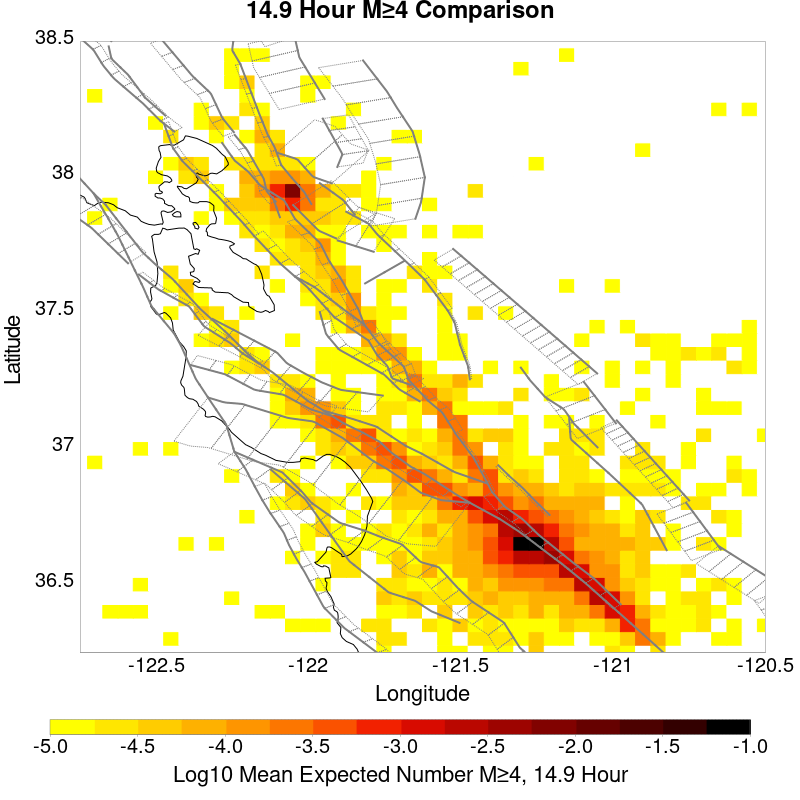 14.9 Hour M≥4 Comparison
38.5
38
37.5
37
36.5
Latitude
-122.5 -122 -121.5 -121 -120.5
Longitude
-5.0 -4.5 -4.0 -3.5 -3.0 -2.5 -2.0 -1.5 -1.0
Log10 Mean Expected Number M≥4, 14.9 Hour